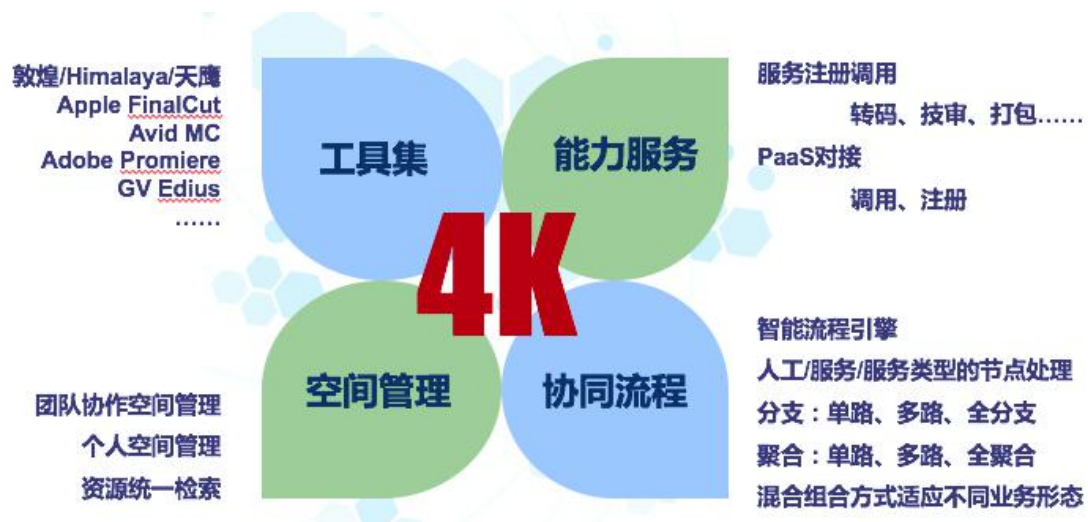 敦煌/Himalaya/天鹰
Apple FinalCut
Avid MC
Adobe Promiere
GV Edius
……
工具集
能力服务
服务注册调用
转码、技审、打包……
PaaS对接
调用、注册
4K
空间管理
协同流程
团队协作空间管理
个人空间管理
资源统一检索
智能流程引擎
人工/服务/服务类型的节点处理
分支：单路、多路、全分支
聚合：单路、多路、全聚合
混合组合方式适应不同业务形态